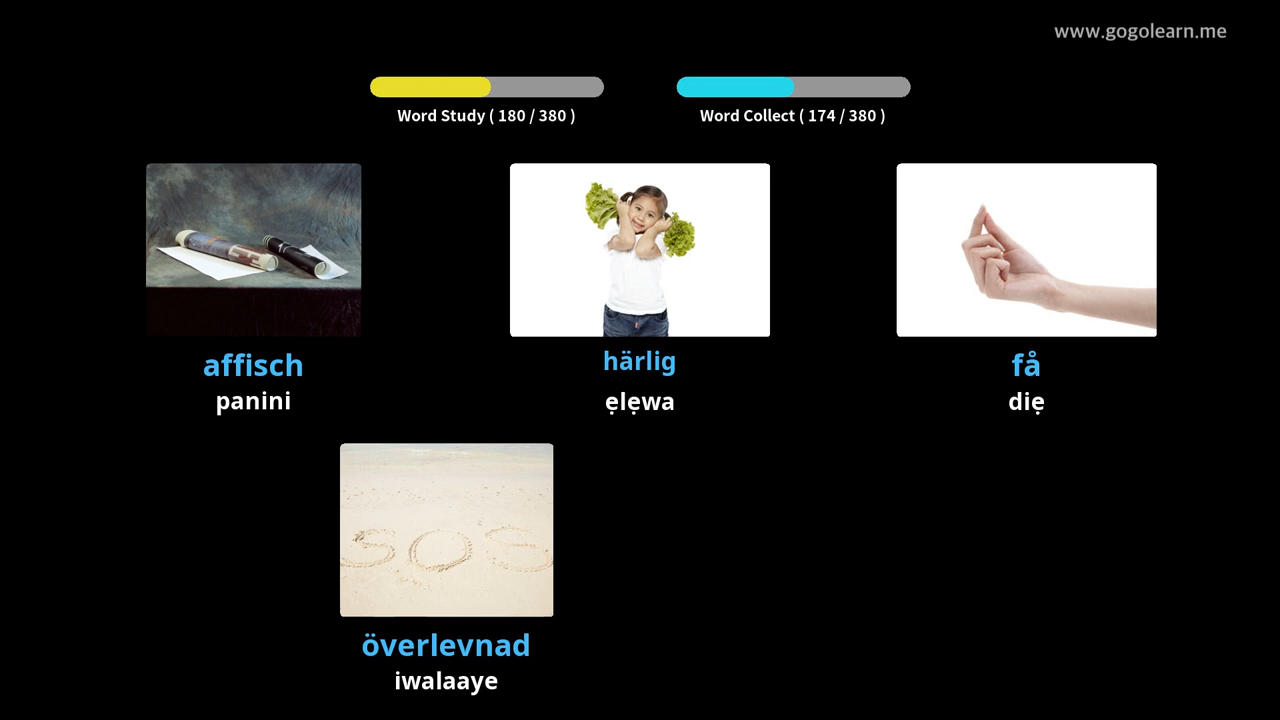 www.gogolearn.me
Word Study ( 180 / 380 )
Word Collect ( 174 / 380 )
affisch
panini
härlig
ẹlẹwa
få
diẹ
SOS
överlevnad
iwalaaye